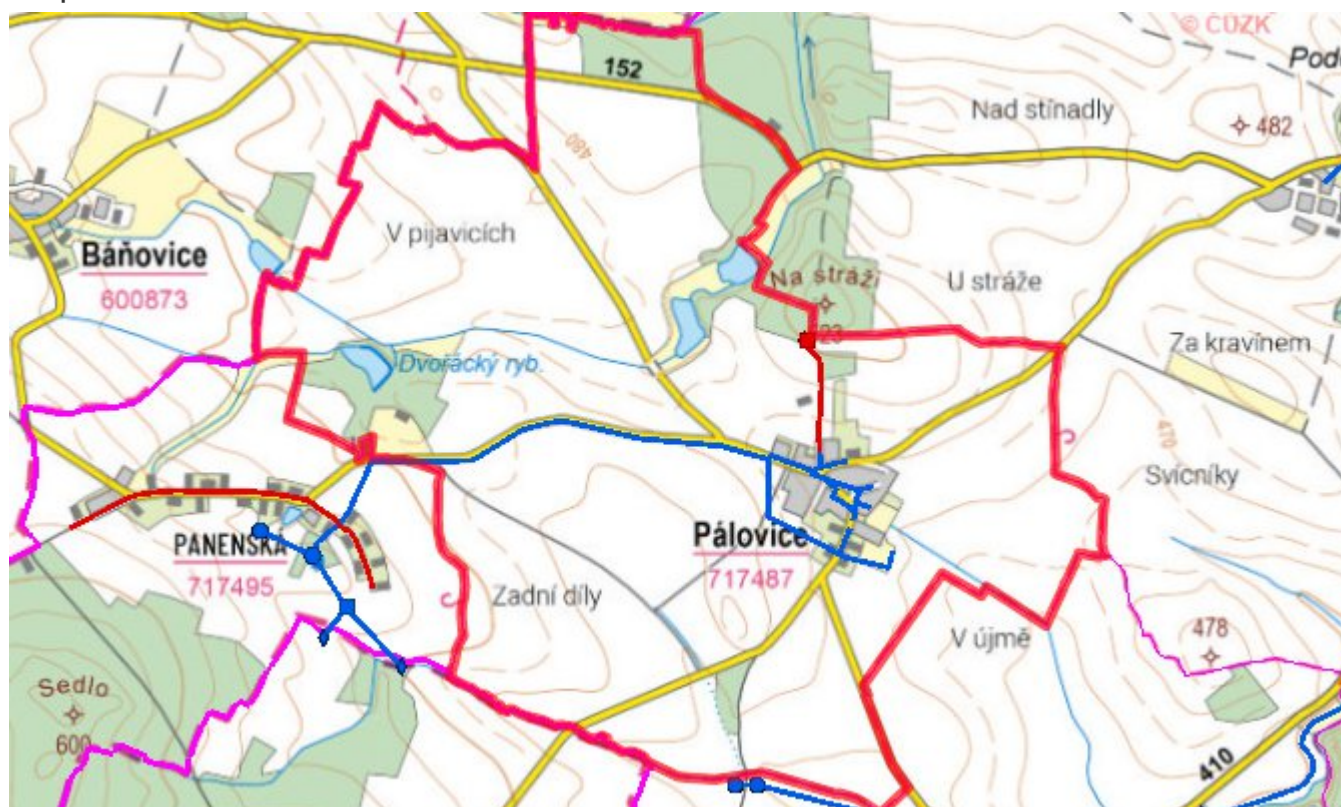 © ČÚZK
152
Nad stínadly
482
480
V pijavicích
Báňovice
600873
Na stráži
U stráže
23
Za kravínem
Dvořácký ryb.
470
Svícníky
PANENSKÁ
717495
Pálovice
717487
Zadní díly
V újmě
478
Sedlo
600
410